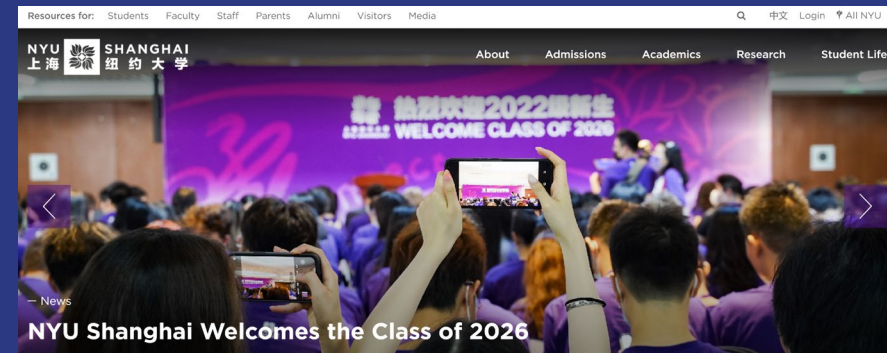 Resources for: Students Faculty Staff Parents Alumni Visitors Media 中文 Login All NYU
NYU SHANGHAI
上海 纽约大学
About Admissions Academics Research Student Life
热烈欢迎2022级新生
WELCOME CLASS OF 2026
— News
NYU Shanghai Welcomes the Class of 2026